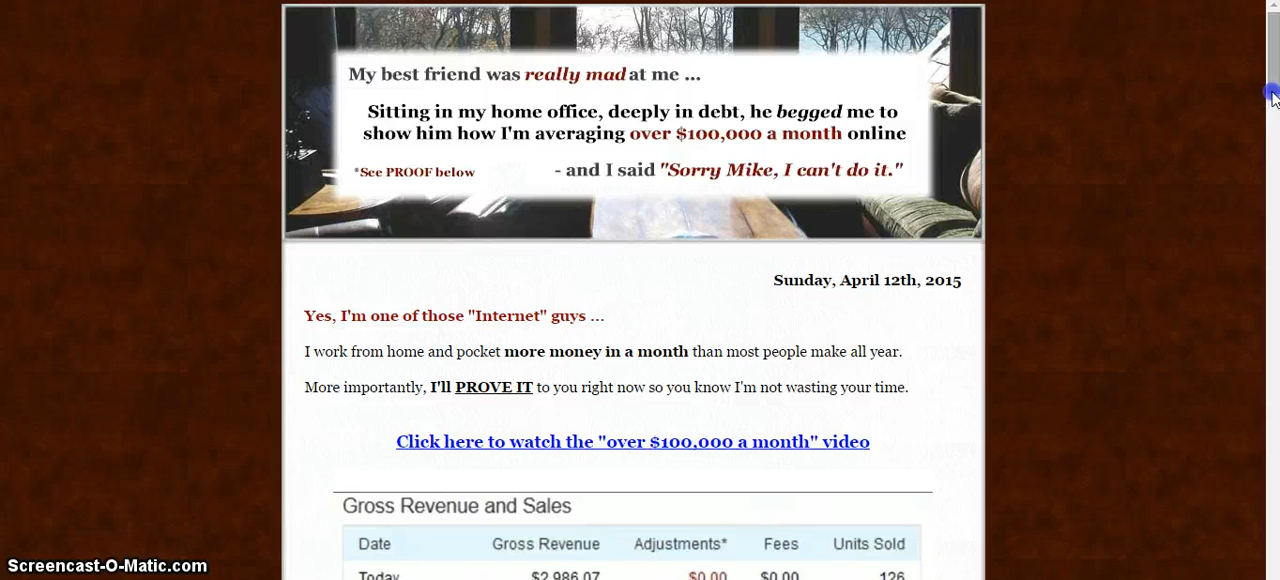 My best friend was really mad at me ...
Sitting in my home office, deeply in debt, he begged me to
show him how I'm averaging over $100,000 a month online
*See PROOF below - and I said "Sorry Mike, I can't do it."
Sunday, April 12th, 2015
Yes, I'm one of those "Internet" guys ...
I work from home and pocket more money in a month than most people make all year.
More importantly, I'll PROVE IT to you right now so you know I'm not wasting your time.
Click here to watch the "over $100,000 a month" video
Gross Revenue and Sales
Date Gross Revenue Adjustments* Fees Units Sold
Today $2,986.07 $0.00 $0.00 126
Screencast-O-Matic.com